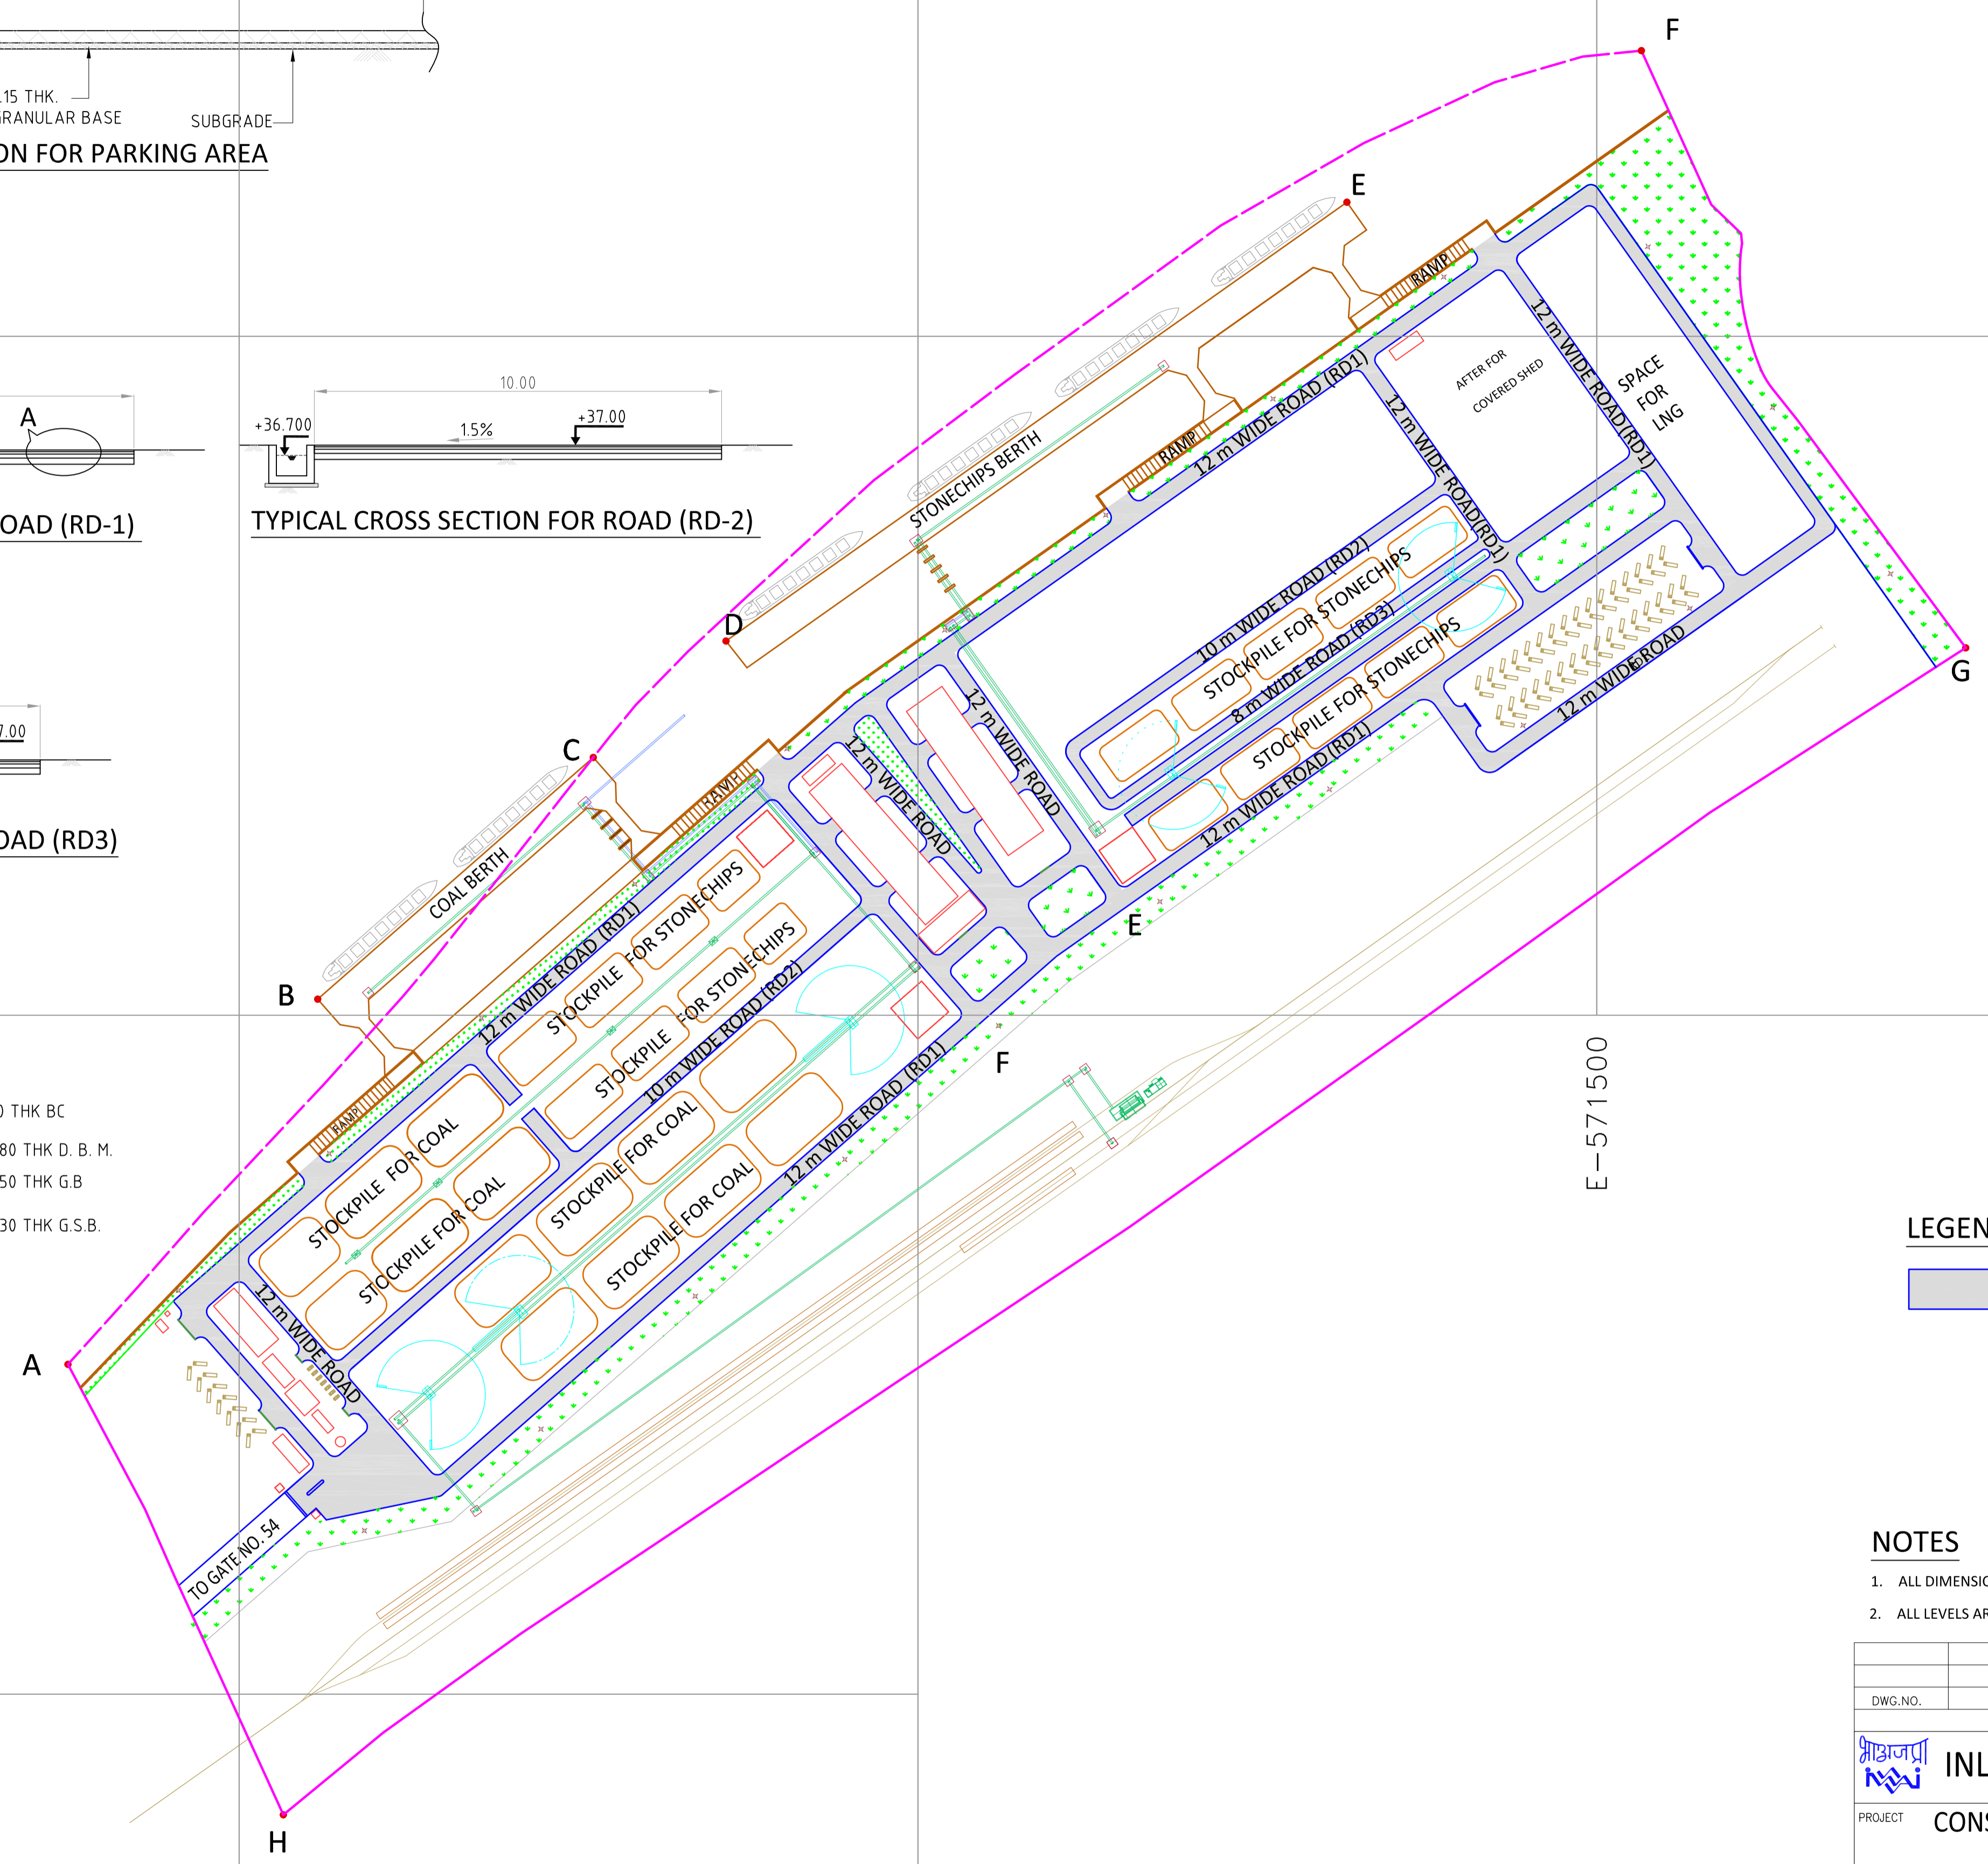 .15 THK.
GRANULAR BASE
SUBGRADE
ON FOR PARKING AREA
A
OAD (RD-1)
10.00
+36.700
1.5%
+37.00
TYPICAL CROSS SECTION FOR ROAD (RD-2)
7.00
OAD (RD3)
0 THK BC
80 THK D. B. M.
50 THK G.B
30 THK G.S.B.
F
E
D
C
B
A
G
H
E
F
RAMP
RAMP
RAMP
RAMP
STONECHIPS BERTH
COAL BERTH
AFTER FOR
COVERED SHED
SPACE
FOR
LNG
12 m WIDE ROAD (RD1)
12 m WIDE ROAD(RD1)
12 m WIDE ROAD(RD1)
10 m WIDE ROAD (RD2)
STOCKPILE FOR STONECHIPS
8 m WIDE ROAD (RD3)
STOCKPILE FOR STONECHIPS
12 m WIDE ROAD(RD1)
12 m WIDE ROAD
12 m WIDE ROAD
12 m WIDE ROAD
12 m WIDE ROAD (RD1)
STOCKPILE FOR STONECHIPS
STOCKPILE FOR STONECHIPS
10 m WIDE ROAD (RD2)
STOCKPILE FOR COAL
STOCKPILE FOR COAL
STOCKPILE FOR COAL
STOCKPILE FOR COAL
12 m WIDE ROAD (RD1)
12 m WIDE ROAD
TO GATE NO. 54
E-571500
LEGEN
NOTES
1. ALL DIMENSIO
2. ALL LEVELS AR
DWG.NO.
भाअजप्रा
iwai
INL
PROJECT
CONS